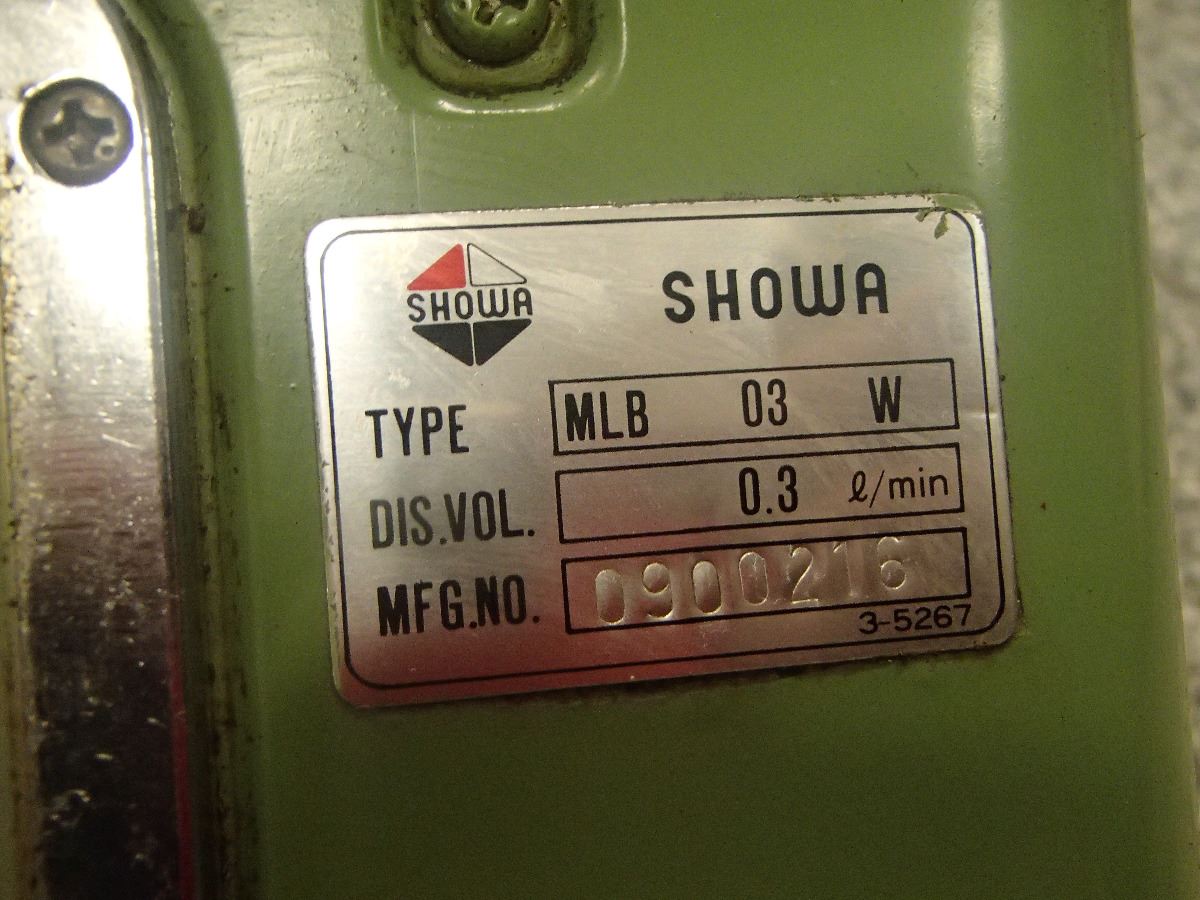 SHOWA
SHOWA
TYPE MLB 03 W
DIS.VOL. 0.3 ℓ/min
MFG.NO. 0900216
3-5267